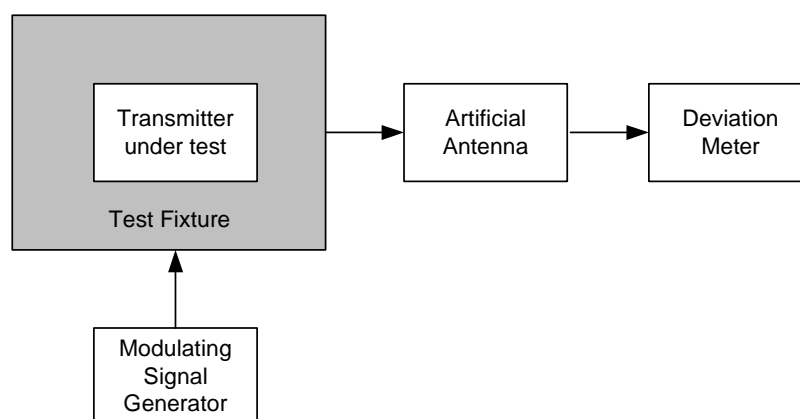 Transmitter
under test
Test Fixture
Artificial
Antenna
Deviation
Meter
Modulating
Signal
Generator